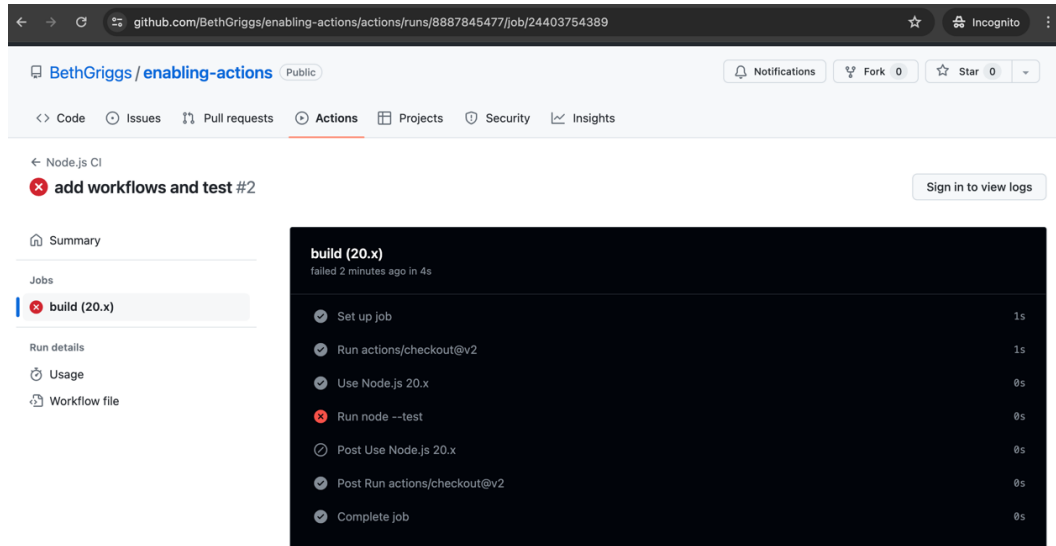 github.com/BethGriggs/enabling-actions/actions/runs/8887845477/job/24403754389 Incognito
BethGriggs / enabling-actions Public Notifications Fork 0 Star 0
Code Issues Pull requests Actions Projects Security Insights
Node.js CI
add workflows and test #2
Sign in to view logs
Summary
Jobs
build (20.x)
Run details
Usage
Workflow file
build (20.x)
failed 2 minutes ago in 4s
Set up job 1s
Run actions/checkout@v2 1s
Use Node.js 20.x 0s
Run node --test 0s
Post Use Node.js 20.x 0s
Post Run actions/checkout@v2 0s
Complete job 0s